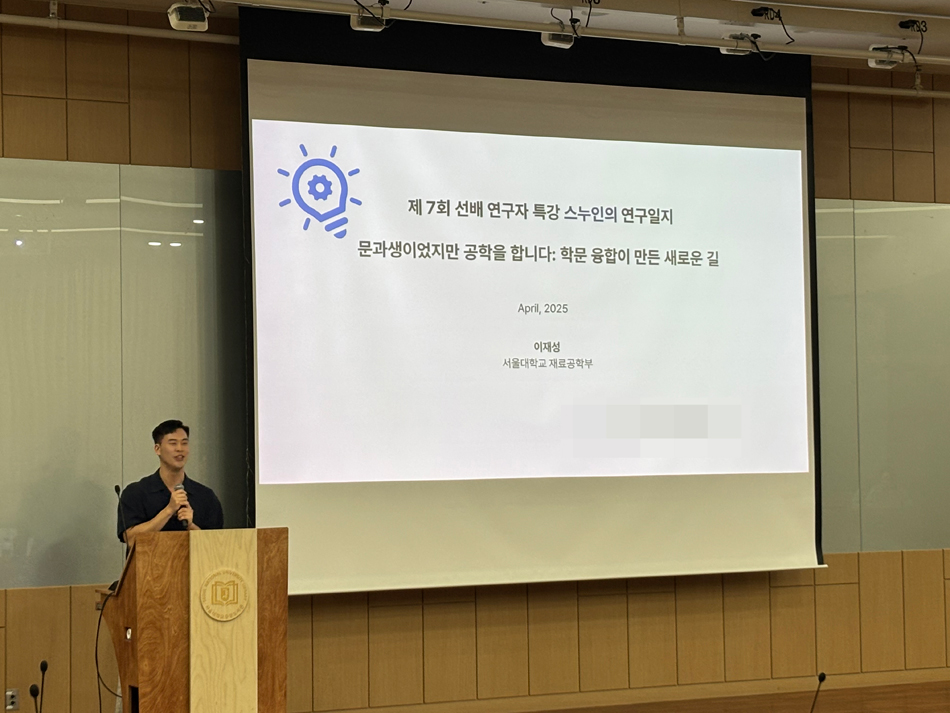 제 7회 선배 연구자 특강 스누인의 연구일지
문과생이었지만 공학을 합니다: 학문 융합이 만든 새로운 길
April, 2025
이재성
서울대학교 재료공학부